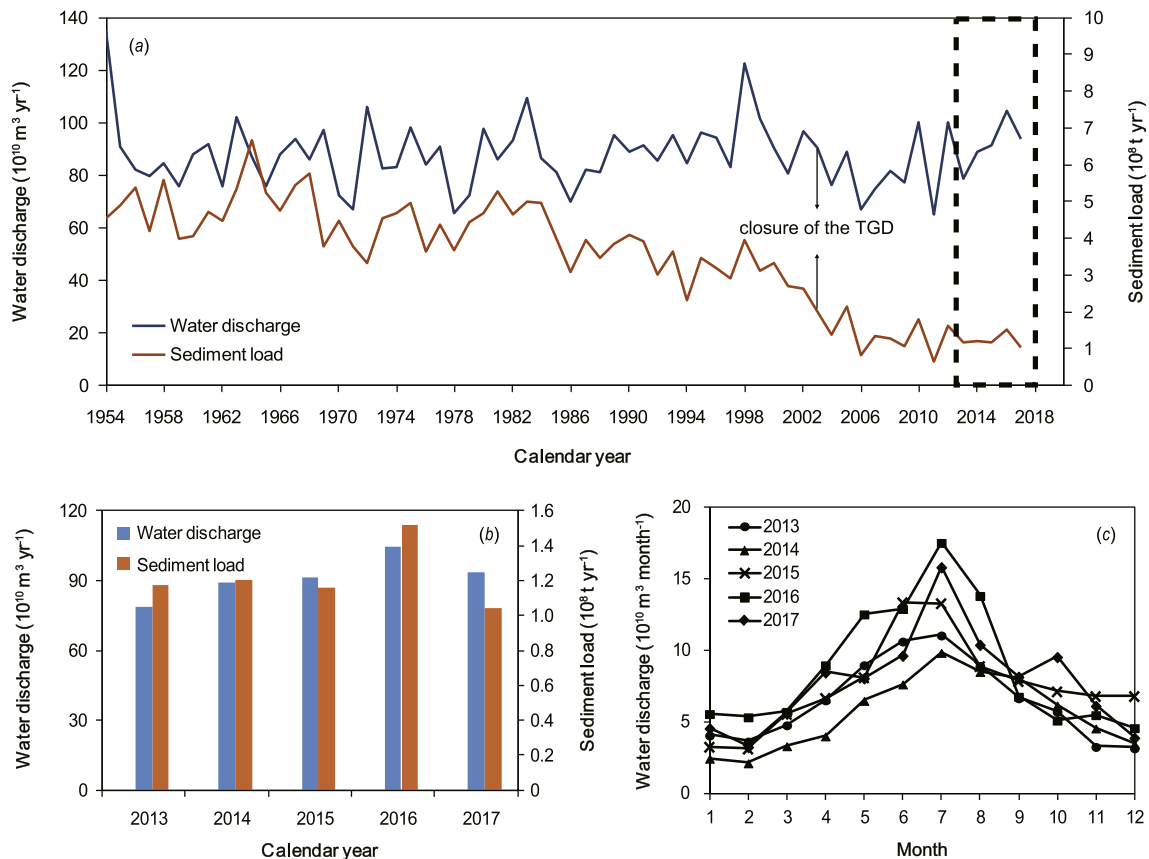 (a)
Water discharge (10¹⁰ m³ yr⁻¹)
140
120
100
80
60
40
20
0
10
9
8
7
6
5
4
3
2
1
0
Sediment load (10⁸ t yr⁻¹)
closure of the TGD
Water discharge
Sediment load
1954 1958 1962 1966 1970 1974 1978 1982 1986 1990 1994 1998 2002 2006 2010 2014 2018
Calendar year
(b)
Water discharge (10¹⁰ m³ yr⁻¹)
120
90
60
30
0
Water discharge
Sediment load
1.6
1.4
1.2
1.0
0.8
0.6
0.4
0.2
0
Sediment load (10⁸ t yr⁻¹)
2013 2014 2015 2016 2017
Calendar year
(c)
Water discharge (10¹⁰ m³ month⁻¹)
20
15
10
5
0
2013
2014
2015
2016
2017
1 2 3 4 5 6 7 8 9 10 11 12
Month